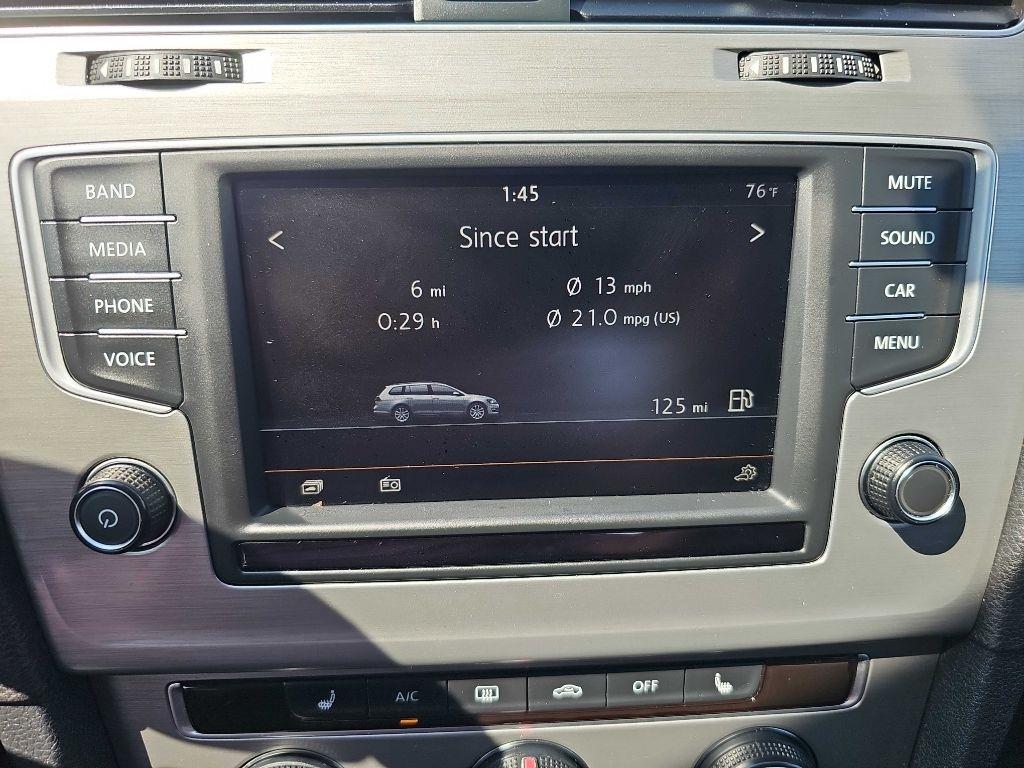 BAND
MEDIA
PHONE
VOICE
1:45
76°F
< Since start >
6 mi
Ø 13 mph
0:29 h
Ø 21.0 mpg (US)
125 mi
MUTE
SOUND
CAR
MENU
A/C
OFF